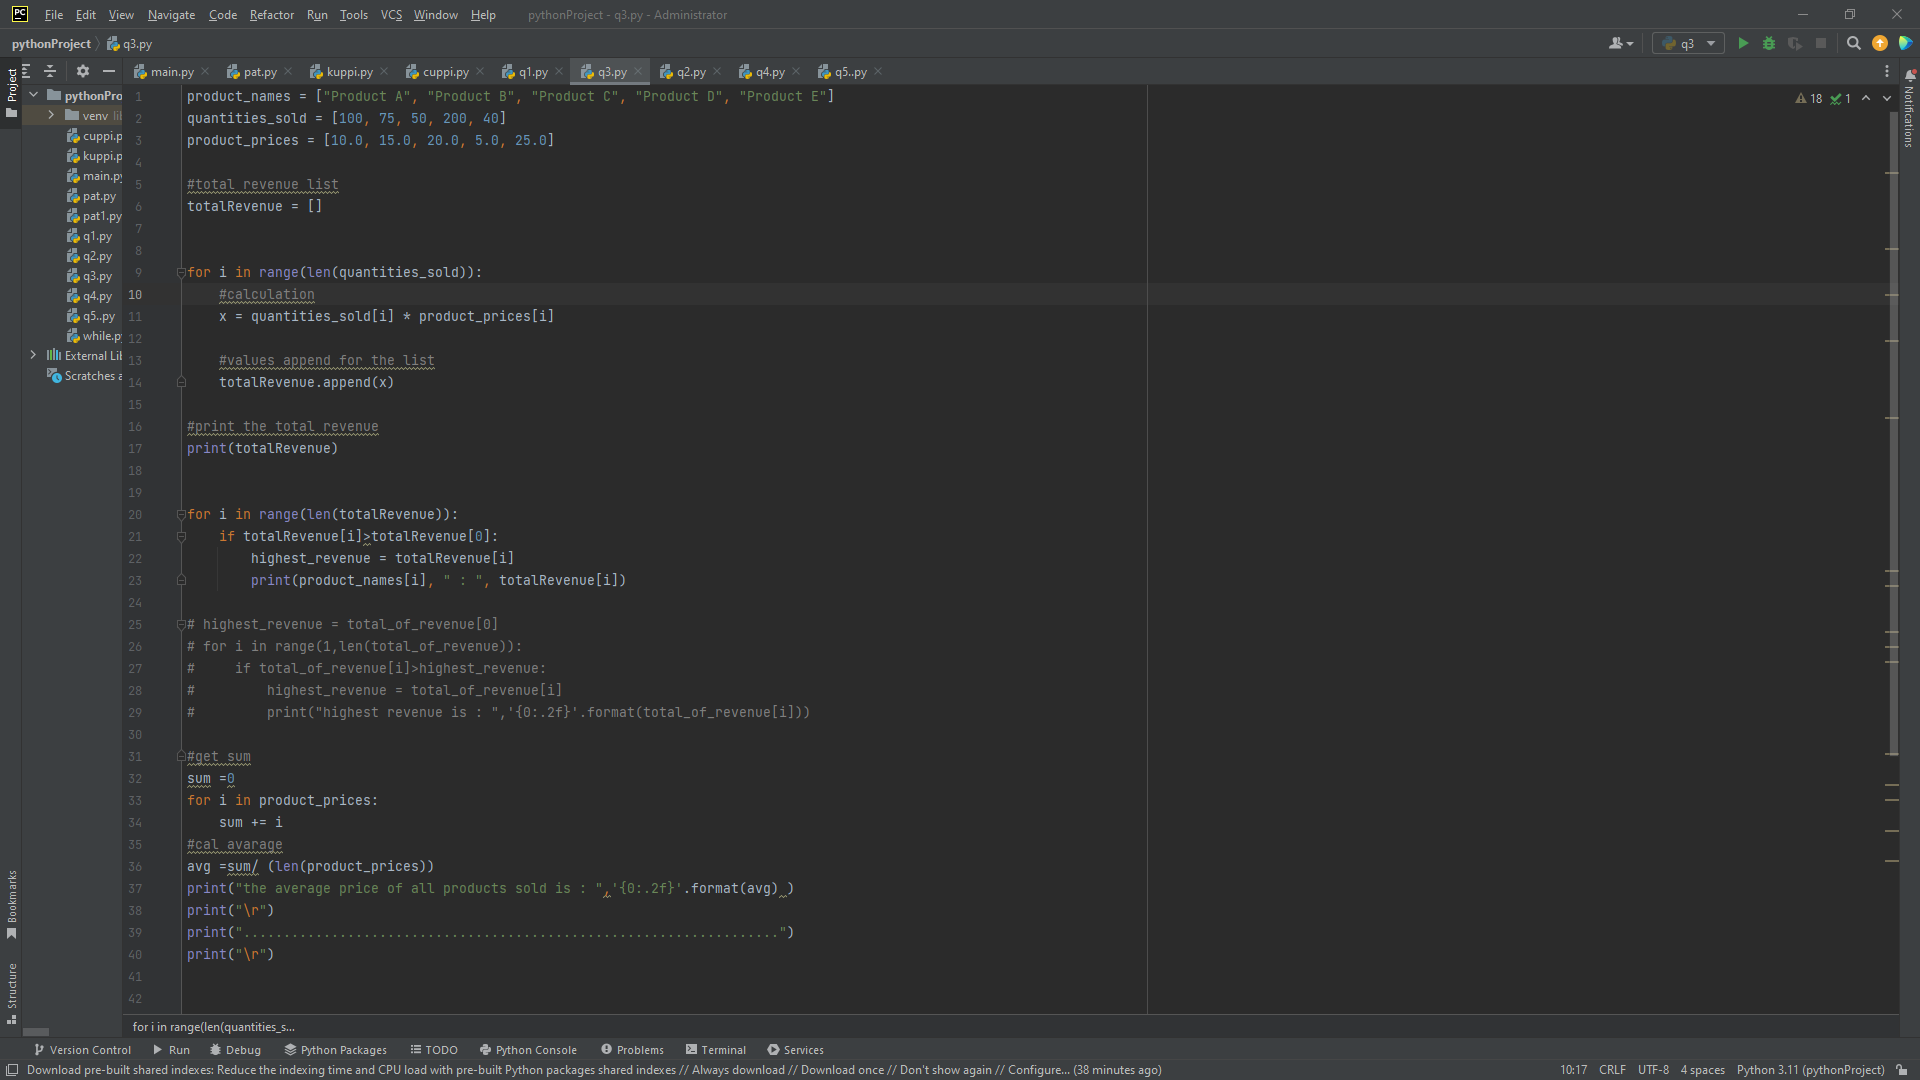 PC File Edit View Navigate Code Refactor Run Tools VCS Window Help pythonProject - q3.py - Administrator
pythonProject q3.py q3
Project main.py pat.py kuppi.py cuppi.py q1.py q3.py q2.py q4.py q5..py
pythonPro
venv li
cuppi.p
kuppi.p
main.py
pat.py
pat1.py
q1.py
q2.py
q3.py
q4.py
q5..py
while.p
External Lib
Scratches a
18 1
Notifications
1 product_names = ["Product A", "Product B", "Product C", "Product D", "Product E"]
2 quantities_sold = [100, 75, 50, 200, 40]
3 product_prices = [10.0, 15.0, 20.0, 5.0, 25.0]
4
5 #total revenue list
6 totalRevenue = []
7
8
9 for i in range(len(quantities_sold)):
10 #calculation
11 x = quantities_sold[i] * product_prices[i]
12
13 #values append for the list
14 totalRevenue.append(x)
15
16 #print the total revenue
17 print(totalRevenue)
18
19
20 for i in range(len(totalRevenue)):
21 if totalRevenue[i]>totalRevenue[0]:
22 highest_revenue = totalRevenue[i]
23 print(product_names[i], " : ", totalRevenue[i])
24
25 # highest_revenue = total_of_revenue[0]
26 # for i in range(1,len(total_of_revenue)):
27 #     if total_of_revenue[i]>highest_revenue:
28 #         highest_revenue = total_of_revenue[i]
29 #         print("highest revenue is : ",'{0:.2f}'.format(total_of_revenue[i]))
30
31 #get sum
32 sum =0
33 for i in product_prices:
34 sum += i
35 #cal avarage
36 avg =sum/ (len(product_prices))
37 print("the average price of all products sold is : ",'{0:.2f}'.format(avg) )
38 print("\r")
39 print("...................................................................")
40 print("\r")
41
42
Bookmarks
Structure
for i in range(len(quantities_s...
Version Control Run Debug Python Packages TODO Python Console Problems Terminal Services
Download pre-built shared indexes: Reduce the indexing time and CPU load with pre-built Python packages shared indexes // Always download // Download once // Don't show again // Configure... (38 minutes ago) 10:17 CRLF UTF-8 4 spaces Python 3.11 (pythonProject)